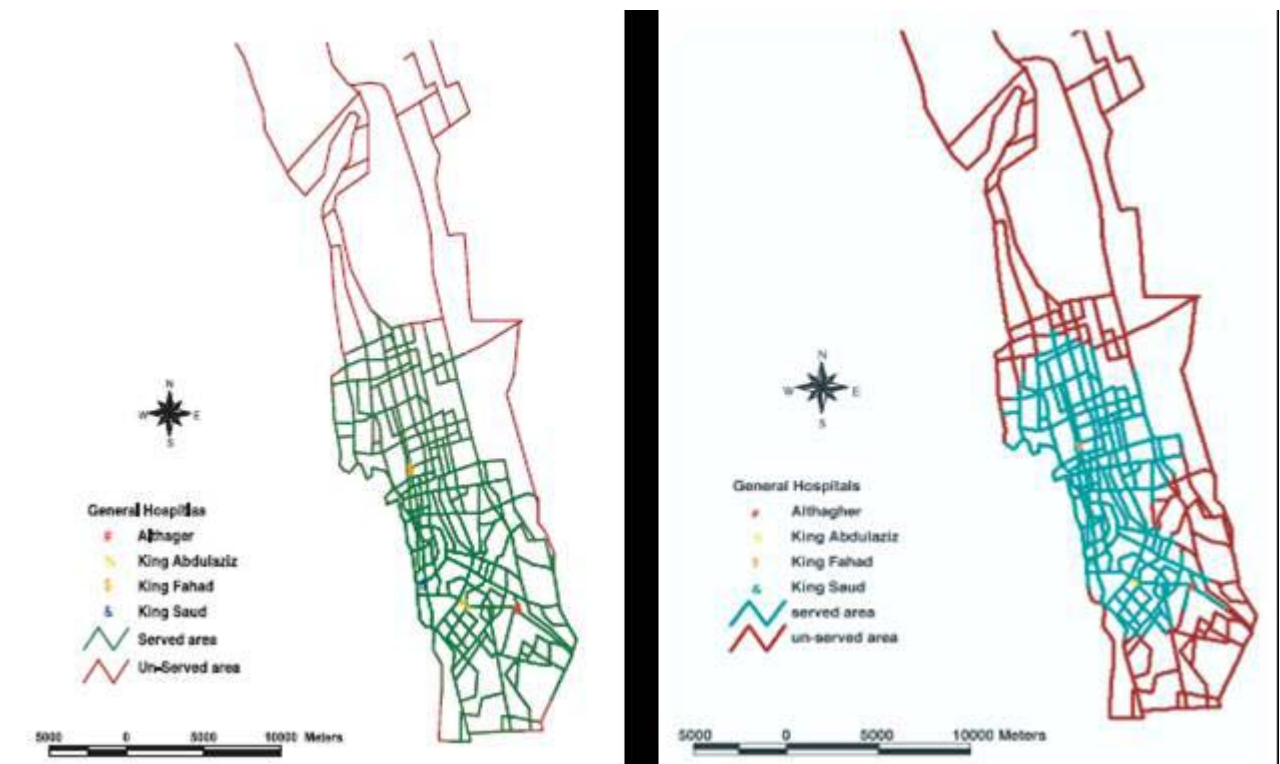 N
W E
S
General Hospitlas
# Althager
% King Abdulaziz
$ King Fahad
& King Saud
Served area
Un-Served area
5000 0 5000 10000 Meters
N
W E
S
General Hospitals
# Althagher
King Abdulaziz
King Fahad
& King Saud
served area
un-served area
5000 0 5000 10000 Meters